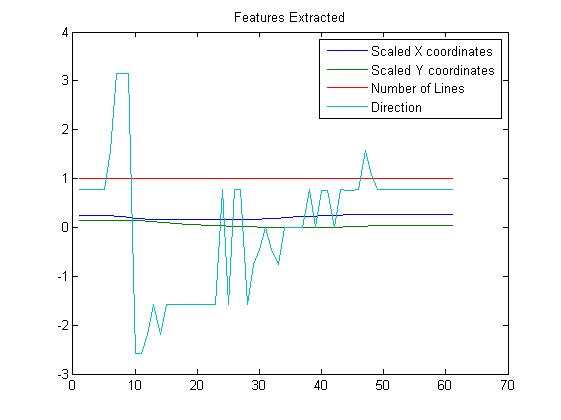 Features Extracted
4
3
2
1
0
-1
-2
-3
Scaled X coordinates
Scaled Y coordinates
Number of Lines
Direction
0 10 20 30 40 50 60 70